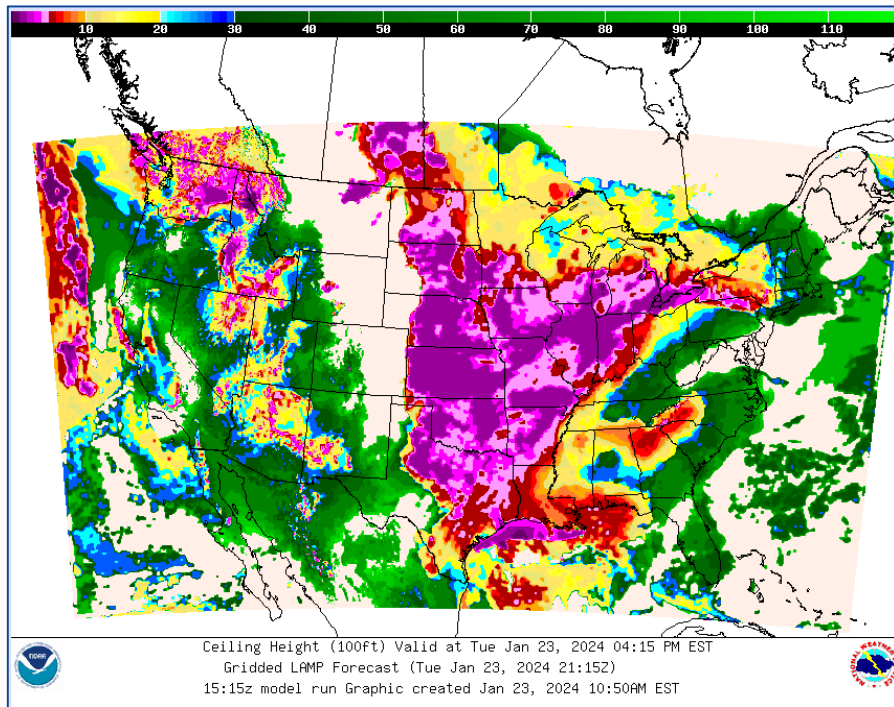 10 20 30 40 50 60 70 80 90 100 110
Ceiling Height (100ft) Valid at Tue Jan 23, 2024 04:15 PM EST
Gridded LAMP Forecast (Tue Jan 23, 2024 21:15Z)
15:15z model run Graphic created Jan 23, 2024 10:50AM EST
noaa